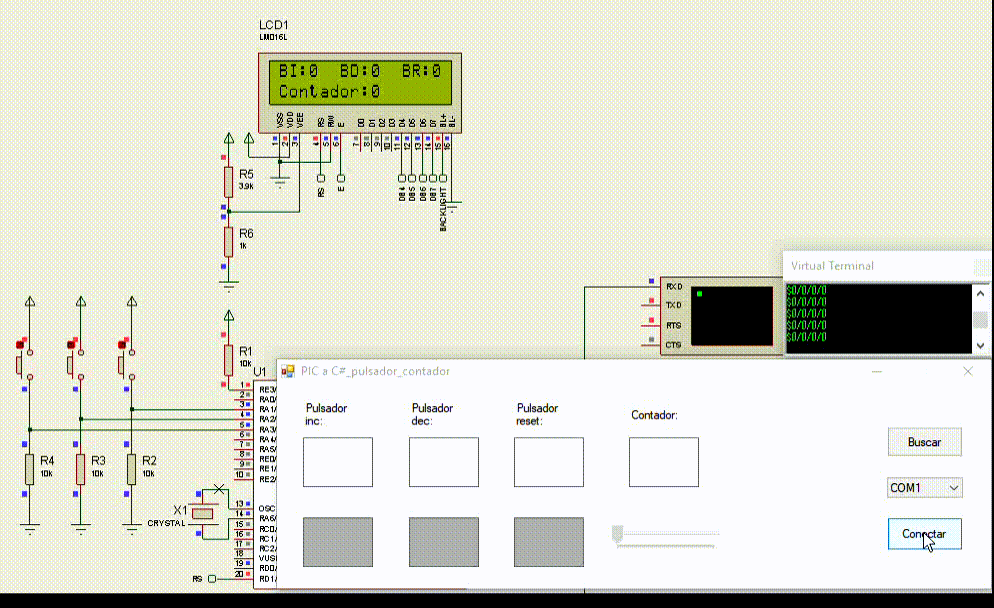 LCD1
LM016L
BI:0 BD:0 BR:0
Contador:0
VSS VDD VEE RS RW E D0 D1 D2 D3 D4 D5 D6 D7 BL+ BL-
1 2 3 4 5 6 7 8 9 10 11 12 13 14 15 16
RS E DB4 DB5 DB6 DB7 BACKLIGHT
R5
3.9k
R6
1k
R1
10k
U1
RXD
TXD
RTS
CTS
Virtual Terminal
$0/0/0/0
$0/0/0/0
$0/0/0/0
$0/0/0/0
$0/0/0/0
1 RE3/
2 RA0/
3 RA1/
4 RA2/
5 RA3/
6 RA4/
7 RA5/
8 RE0/
9 RE1/
10 RE2/
13 OSC
14 RA6/
15 RC0/
16 RC1/
17 RC2/
18 VUS
19 RD0/
20 RD1/
R4
10k
R3
10k
R2
10k
X1
CRYSTAL
RS
PIC a C#_pulsador_contador
Pulsador inc:
Pulsador dec:
Pulsador reset:
Contador:
Buscar
COM1
Conectar